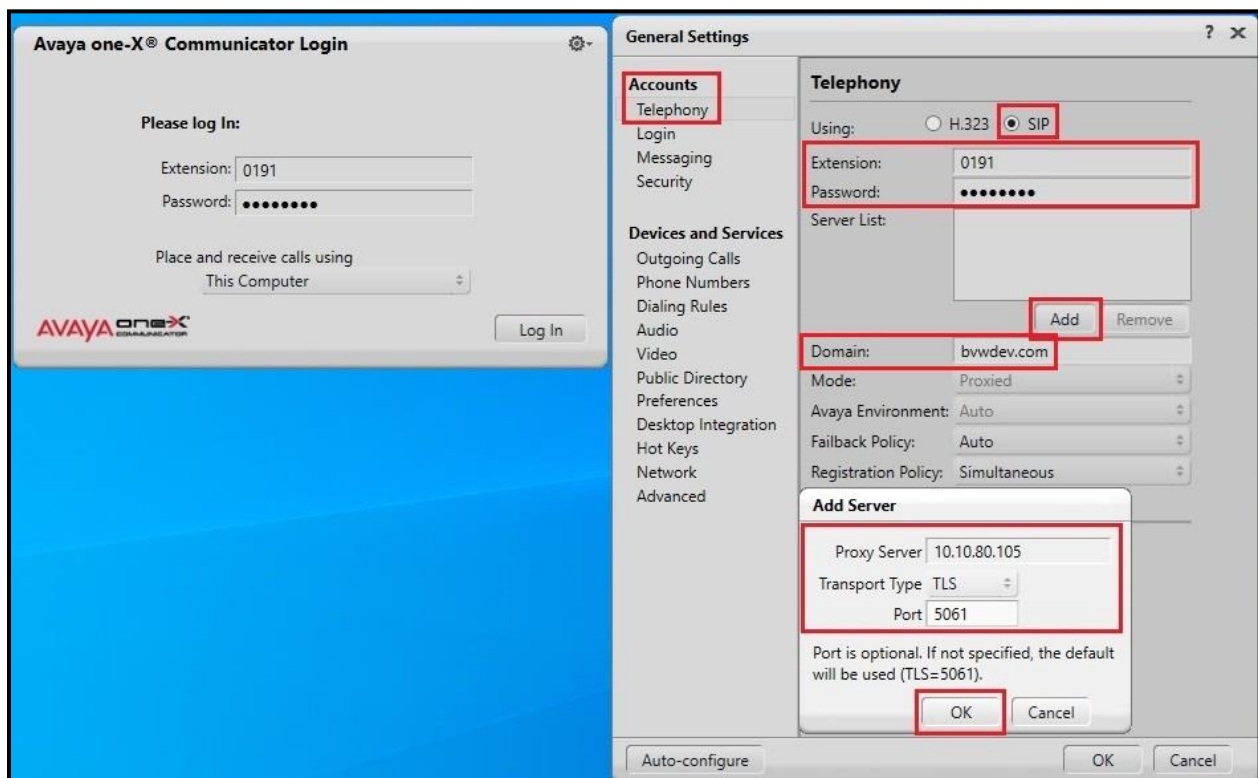 Avaya one-X® Communicator Login
Please log In:
Extension: 0191
Password: ••••••••
Place and receive calls using
This Computer
AVAYA one-X
COMMUNICATOR
Log In
General Settings
? X
Accounts
Telephony
Login
Messaging
Security
Devices and Services
Outgoing Calls
Phone Numbers
Dialing Rules
Audio
Video
Public Directory
Preferences
Desktop Integration
Hot Keys
Network
Advanced
Telephony
Using: H.323 SIP
Extension: 0191
Password: ••••••••
Server List:
Add Remove
Domain: bvwdev.com
Mode: Proxied
Avaya Environment: Auto
Failback Policy: Auto
Registration Policy: Simultaneous
Add Server
Proxy Server 10.10.80.105
Transport Type TLS
Port 5061
Port is optional. If not specified, the default
will be used (TLS=5061).
OK Cancel
Auto-configure OK Cancel